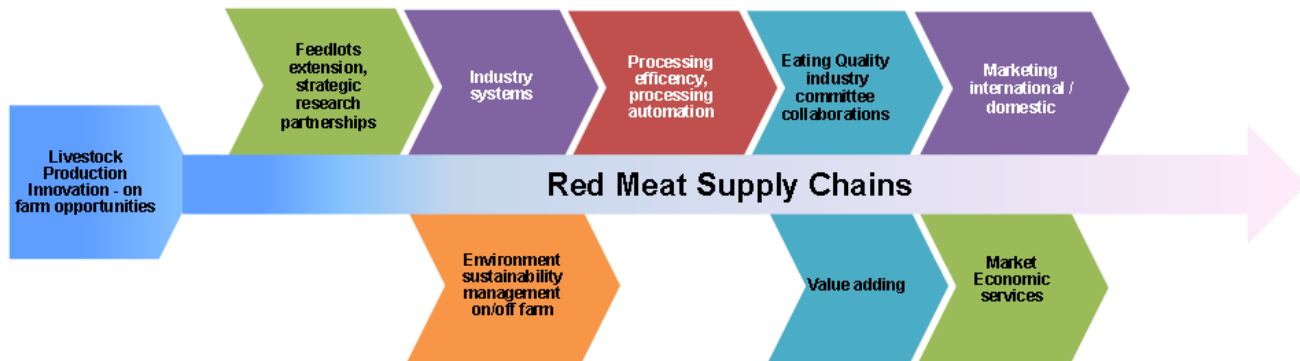 Feedlots
extension,
strategic
research
partnerships
Industry
systems
Processing
efficency,
processing
automation
Eating Quality
industry
committee
collaborations
Marketing
international /
domestic
Livestock
Production
Innovation - on
farm opportunities
Red Meat Supply Chains
Environment
sustainability
management
on/off farm
Value adding
Market
Economic
services